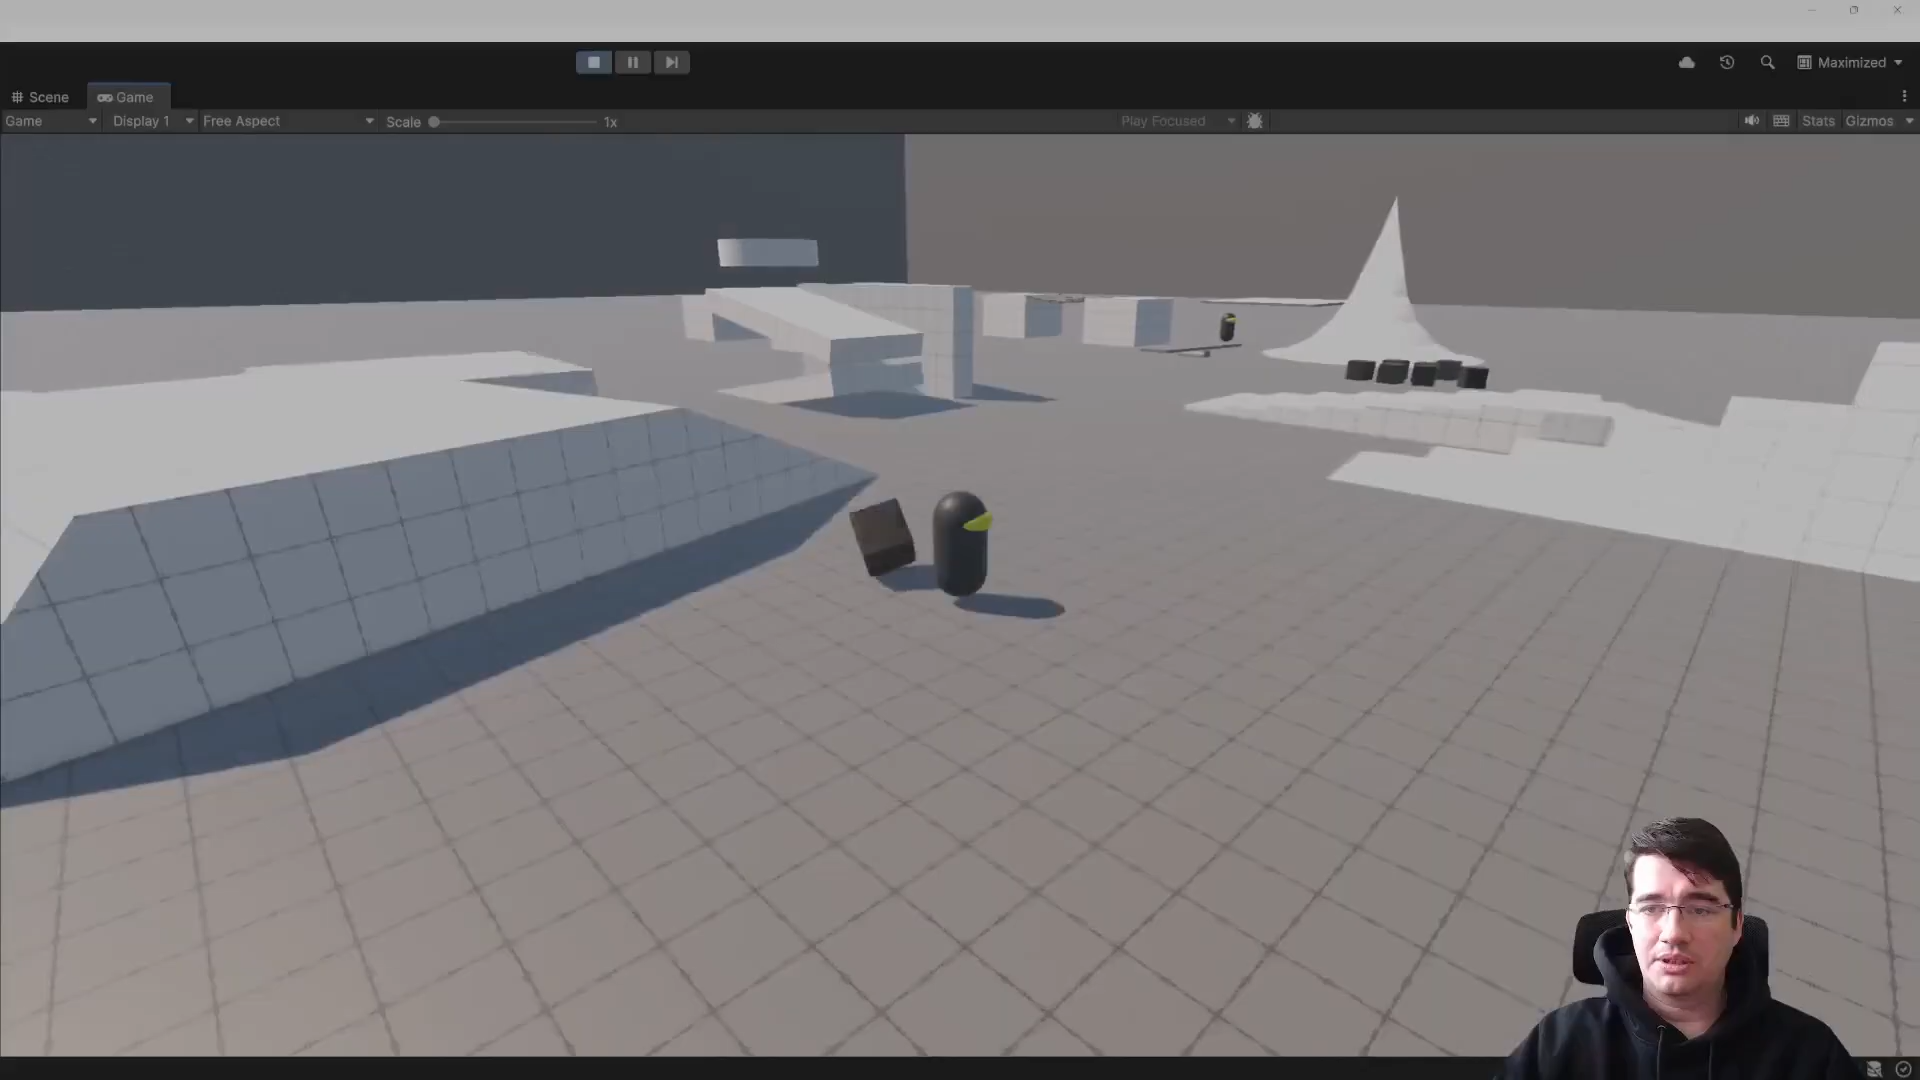 Maximized
Scene
Game
Game
Display 1
Free Aspect
Scale
1x
Play Focused
Stats
Gizmos